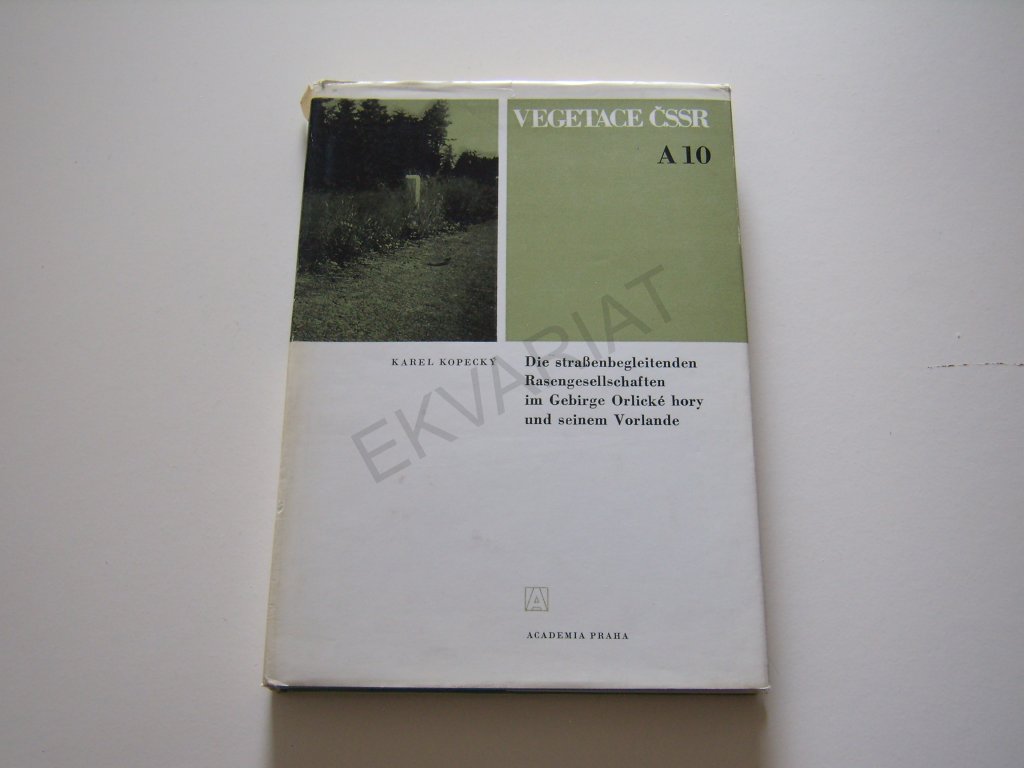 VEGETACE ČSSR
A 10
KAREL KOPECKÝ
Die straßenbegleitenden
Rasengesellschaften
im Gebirge Orlické hory
und seinem Vorlande
EKVARIAT
A
ACADEMIA PRAHA